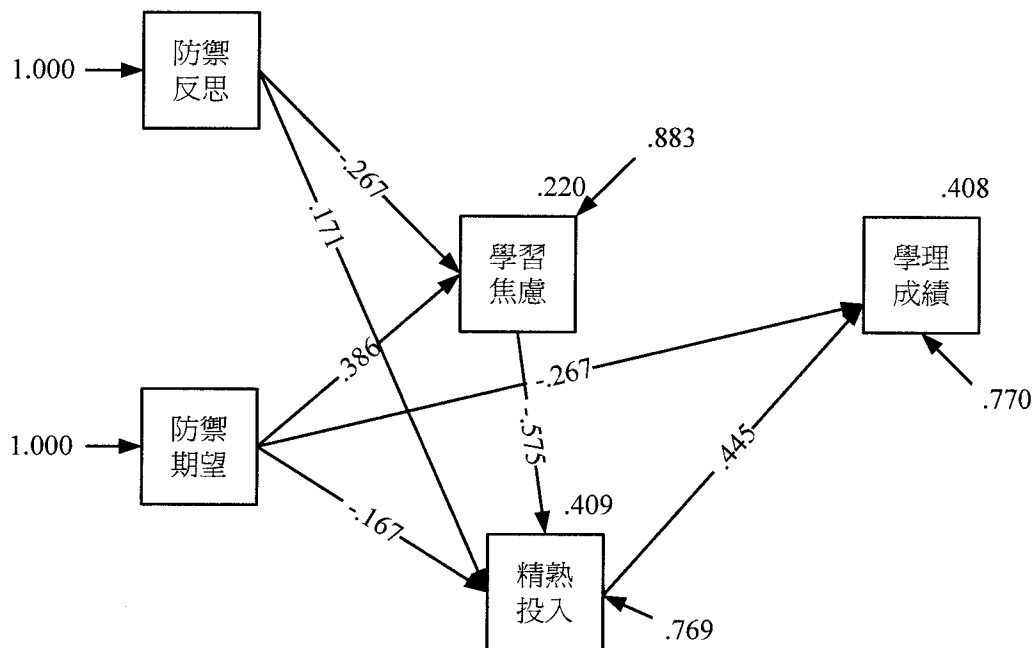 防禦
反思
1.000
-.267
.171
.883
.220
學習
焦慮
.408
學理
成績
.770
.386
-.267
防禦
期望
1.000
-.575
.445
-.167
.409
精熟
投入
.769